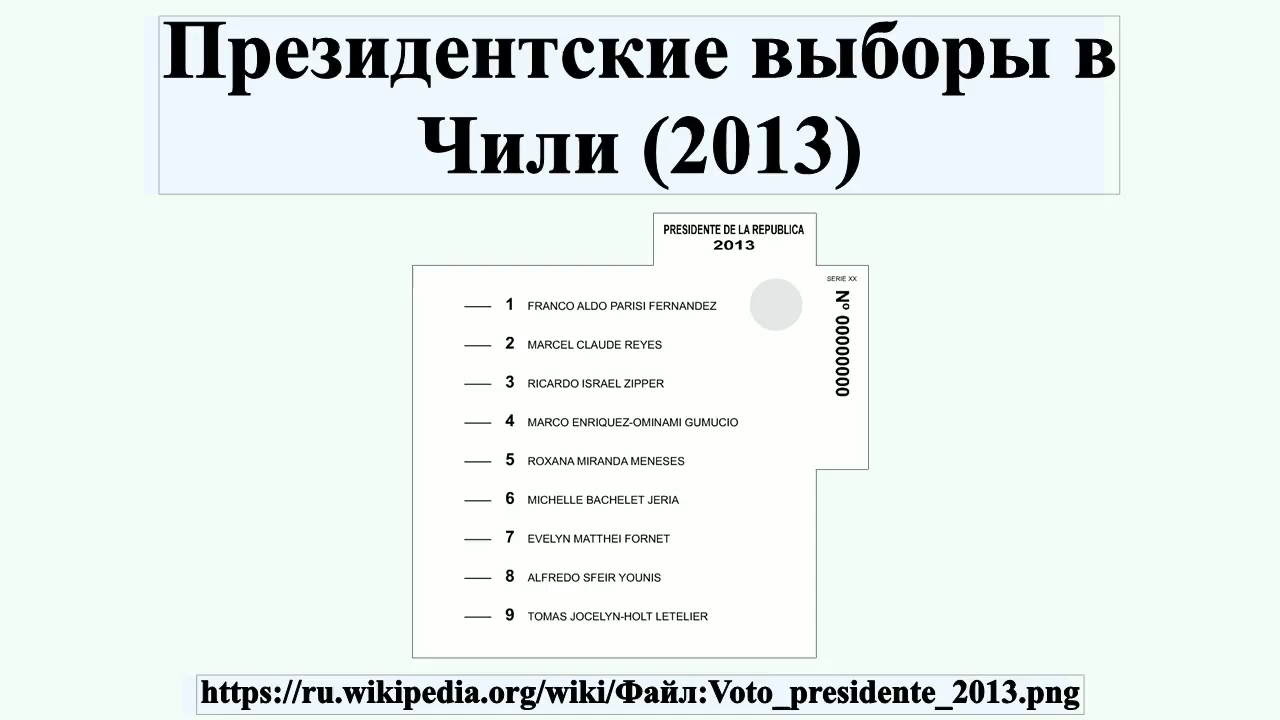 Президентские выборы в
Чили (2013)
PRESIDENTE DE LA REPUBLICA
2013
SERIE XX
Nº 00000000
1 FRANCO ALDO PARISI FERNANDEZ
2 MARCEL CLAUDE REYES
3 RICARDO ISRAEL ZIPPER
4 MARCO ENRIQUEZ-OMINAMI GUMUCIO
5 ROXANA MIRANDA MENESES
6 MICHELLE BACHELET JERIA
7 EVELYN MATTHEI FORNET
8 ALFREDO SFEIR YOUNIS
9 TOMAS JOCELYN-HOLT LETELIER
https://ru.wikipedia.org/wiki/Файл:Voto_presidente_2013.png